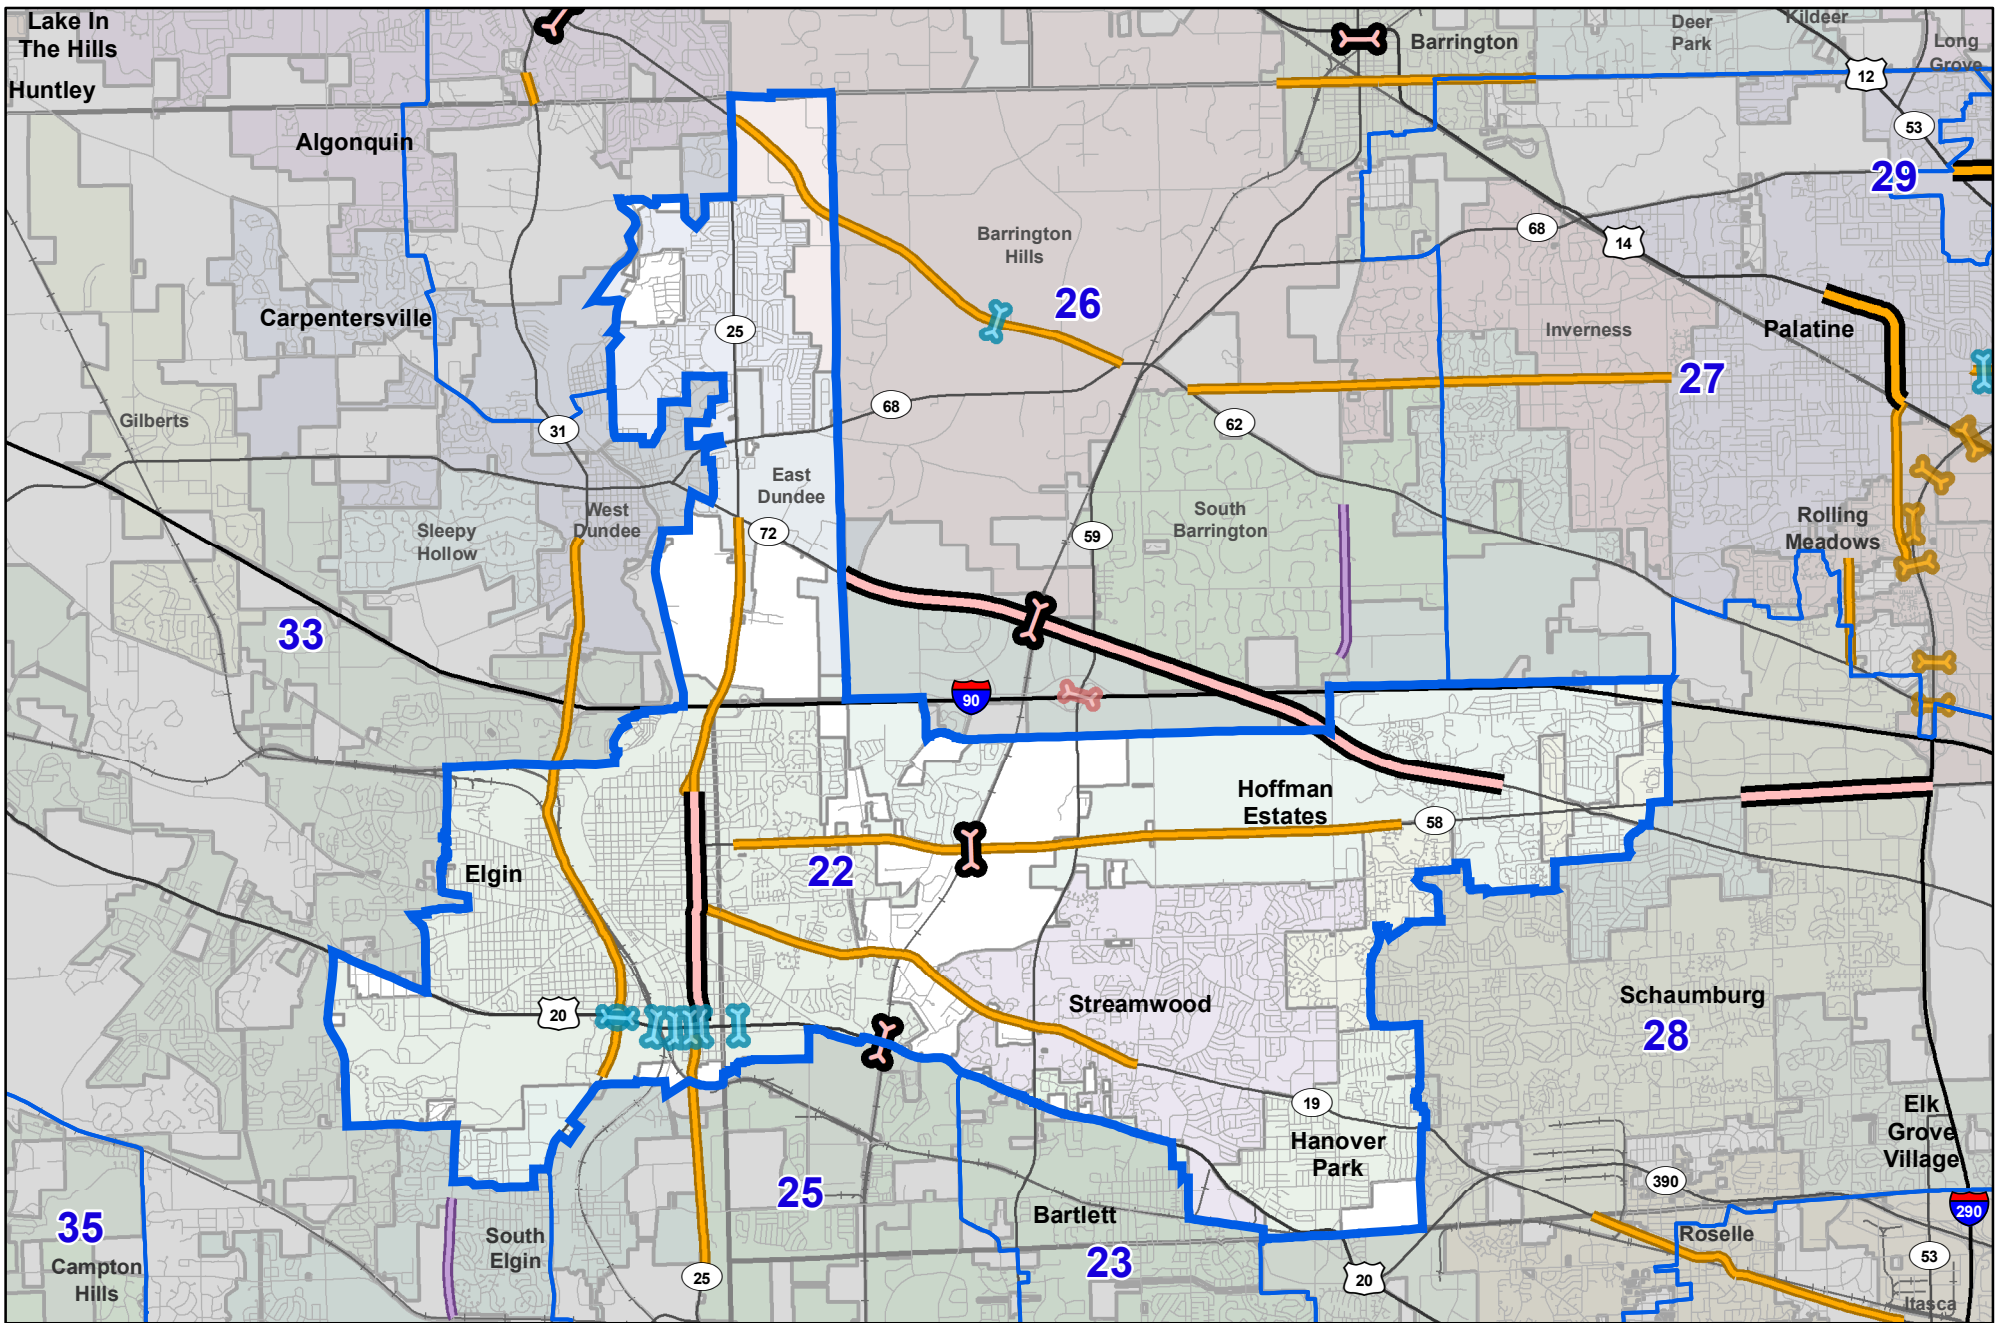 Lake In
The Hills
Huntley
Algonquin
Barrington
Deer
Park
Kildeer
Long
Grove
12
53
29
68
14
Barrington
Hills
26
Carpentersville
25
Inverness
Palatine
27
Gilberts
31
68
62
East
Dundee
West
Dundee
Sleepy
Hollow
72
59
South
Barrington
Rolling
Meadows
33
90
Hoffman
Estates
58
22
Elgin
20
Streamwood
Schaumburg
28
19
Hanover
Park
Elk
Grove
Village
390
25
35
Campton
Hills
South
Elgin
25
Bartlett
23
20
Roselle
290
53
Itasca